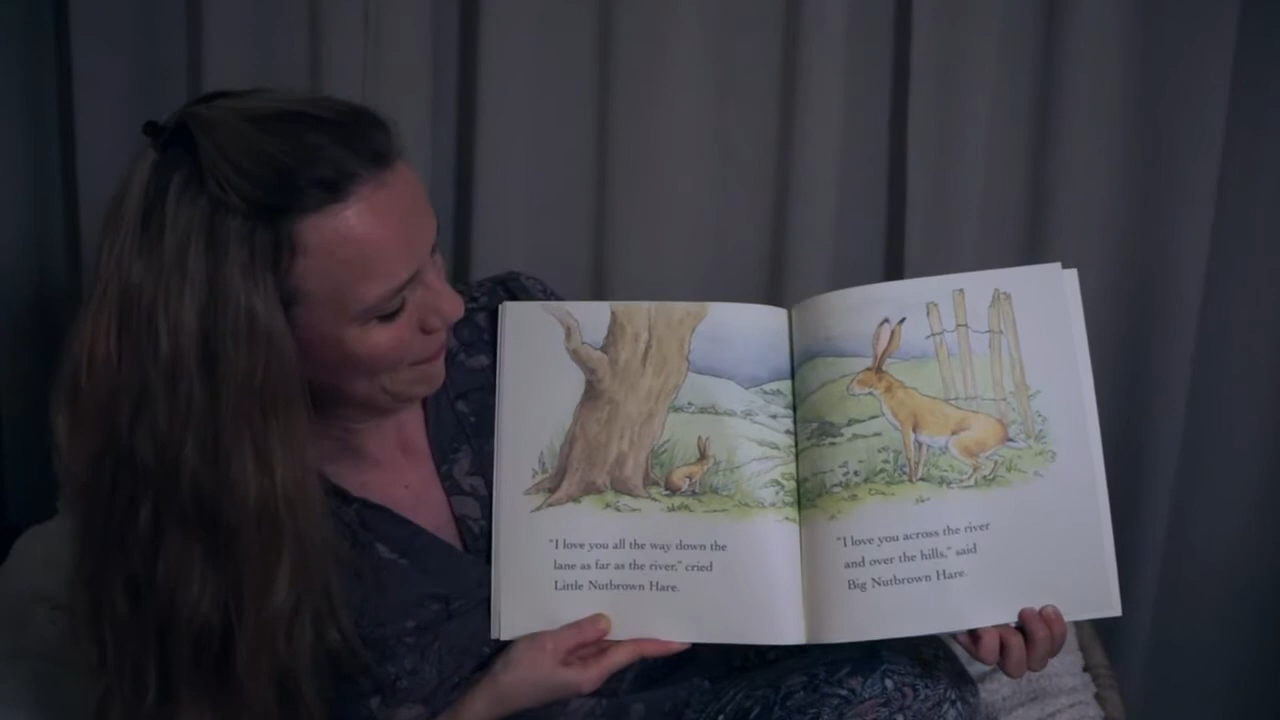 "I love you all the way down the
lane as far as the river," cried
Little Nutbrown Hare.
"I love you across the river
and over the hills," said
Big Nutbrown Hare.